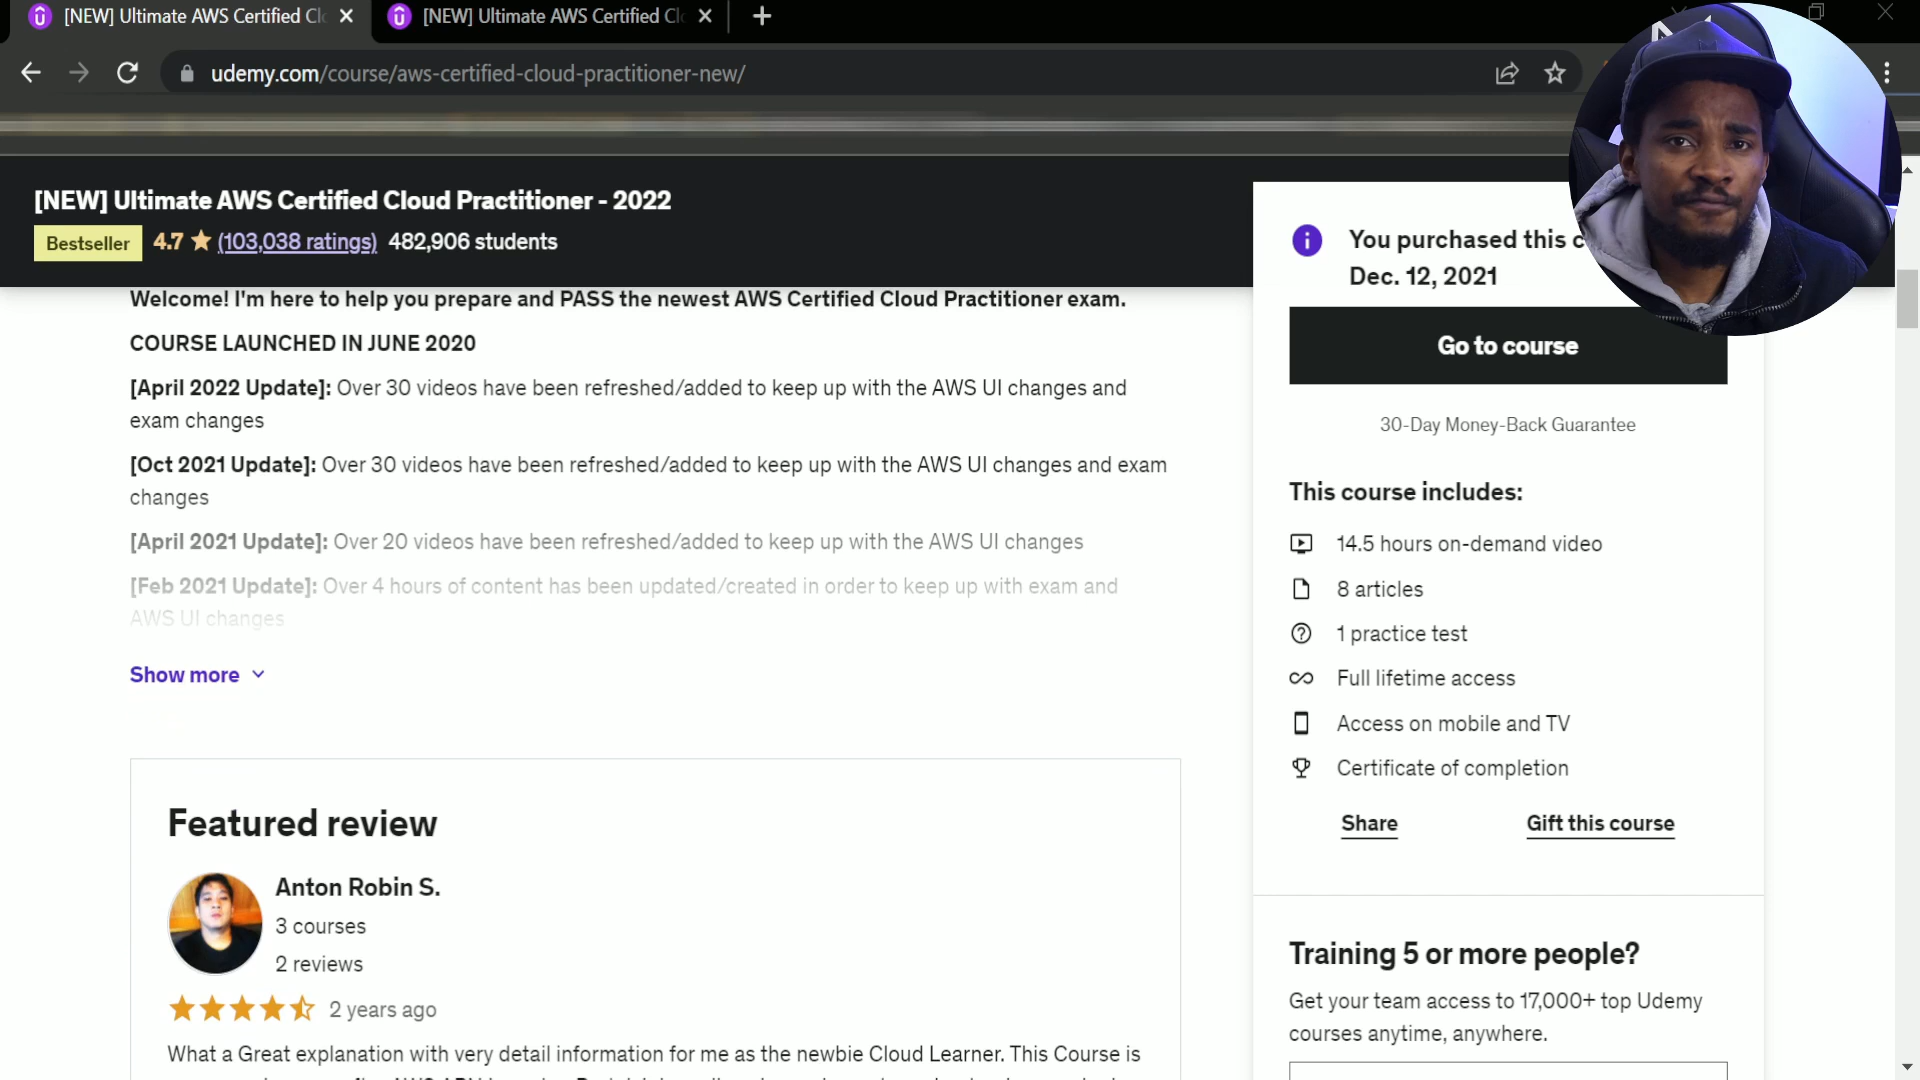 [NEW] Ultimate AWS Certified Cl
[NEW] Ultimate AWS Certified Cl
udemy.com/course/aws-certified-cloud-practitioner-new/
[NEW] Ultimate AWS Certified Cloud Practitioner - 2022
Bestseller 4.7 (103,038 ratings) 482,906 students
Welcome! I'm here to help you prepare and PASS the newest AWS Certified Cloud Practitioner exam.
COURSE LAUNCHED IN JUNE 2020
[April 2022 Update]: Over 30 videos have been refreshed/added to keep up with the AWS UI changes and
exam changes
[Oct 2021 Update]: Over 30 videos have been refreshed/added to keep up with the AWS UI changes and exam
changes
[April 2021 Update]: Over 20 videos have been refreshed/added to keep up with the AWS UI changes
[Feb 2021 Update]: Over 4 hours of content has been updated/created in order to keep up with exam and
AWS UI changes
Show more
Featured review
Anton Robin S.
3 courses
2 reviews
2 years ago
What a Great explanation with very detail information for me as the newbie Cloud Learner. This Course is
You purchased this
Dec. 12, 2021
Go to course
30-Day Money-Back Guarantee
This course includes:
14.5 hours on-demand video
8 articles
1 practice test
Full lifetime access
Access on mobile and TV
Certificate of completion
Share
Gift this course
Training 5 or more people?
Get your team access to 17,000+ top Udemy
courses anytime, anywhere.